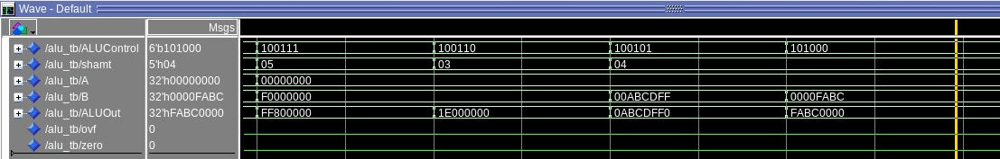 Wave - Default
Msgs
/alu_tb/ALUControl 6'b101000 100111 100110 100101 101000
/alu_tb/shamt 5'h04 05 03 04
/alu_tb/A 32'h00000000 00000000
/alu_tb/B 32'h0000FABC F0000000 00ABCDFF 0000FABC
/alu_tb/ALUOut 32'hFABC0000 FF800000 1E000000 0ABCDFF0 FABC0000
/alu_tb/ovf 0
/alu_tb/zero 0